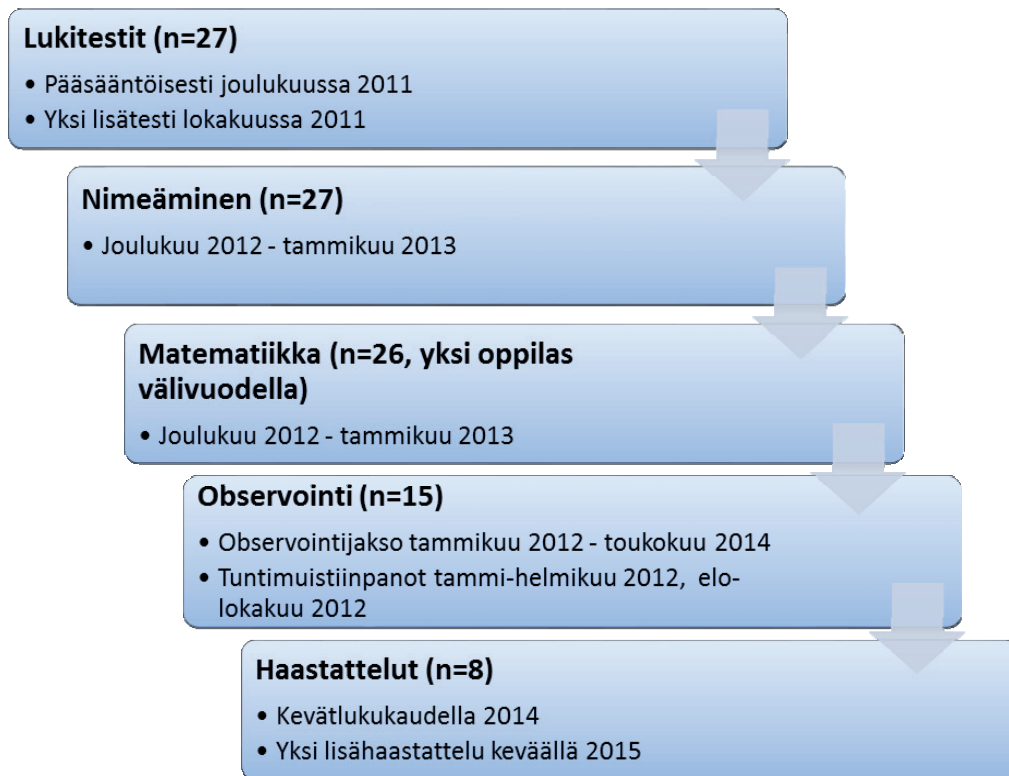 Lukitestit (n=27)
• Pääsääntöisesti joulukuussa 2011
• Yksi lisätesti lokakuussa 2011
Nimeäminen (n=27)
• Joulukuu 2012 - tammikuu 2013
Matematiikka (n=26, yksi oppilas
välivuodella)
• Joulukuu 2012 - tammikuu 2013
Observointi (n=15)
• Observointijakso tammikuu 2012 - toukokuu 2014
• Tuntimuistiinpanot tammi-helmikuu 2012, elo-
lokakuu 2012
Haastattelut (n=8)
• Kevätlukukaudella 2014
• Yksi lisähaastattelu keväällä 2015